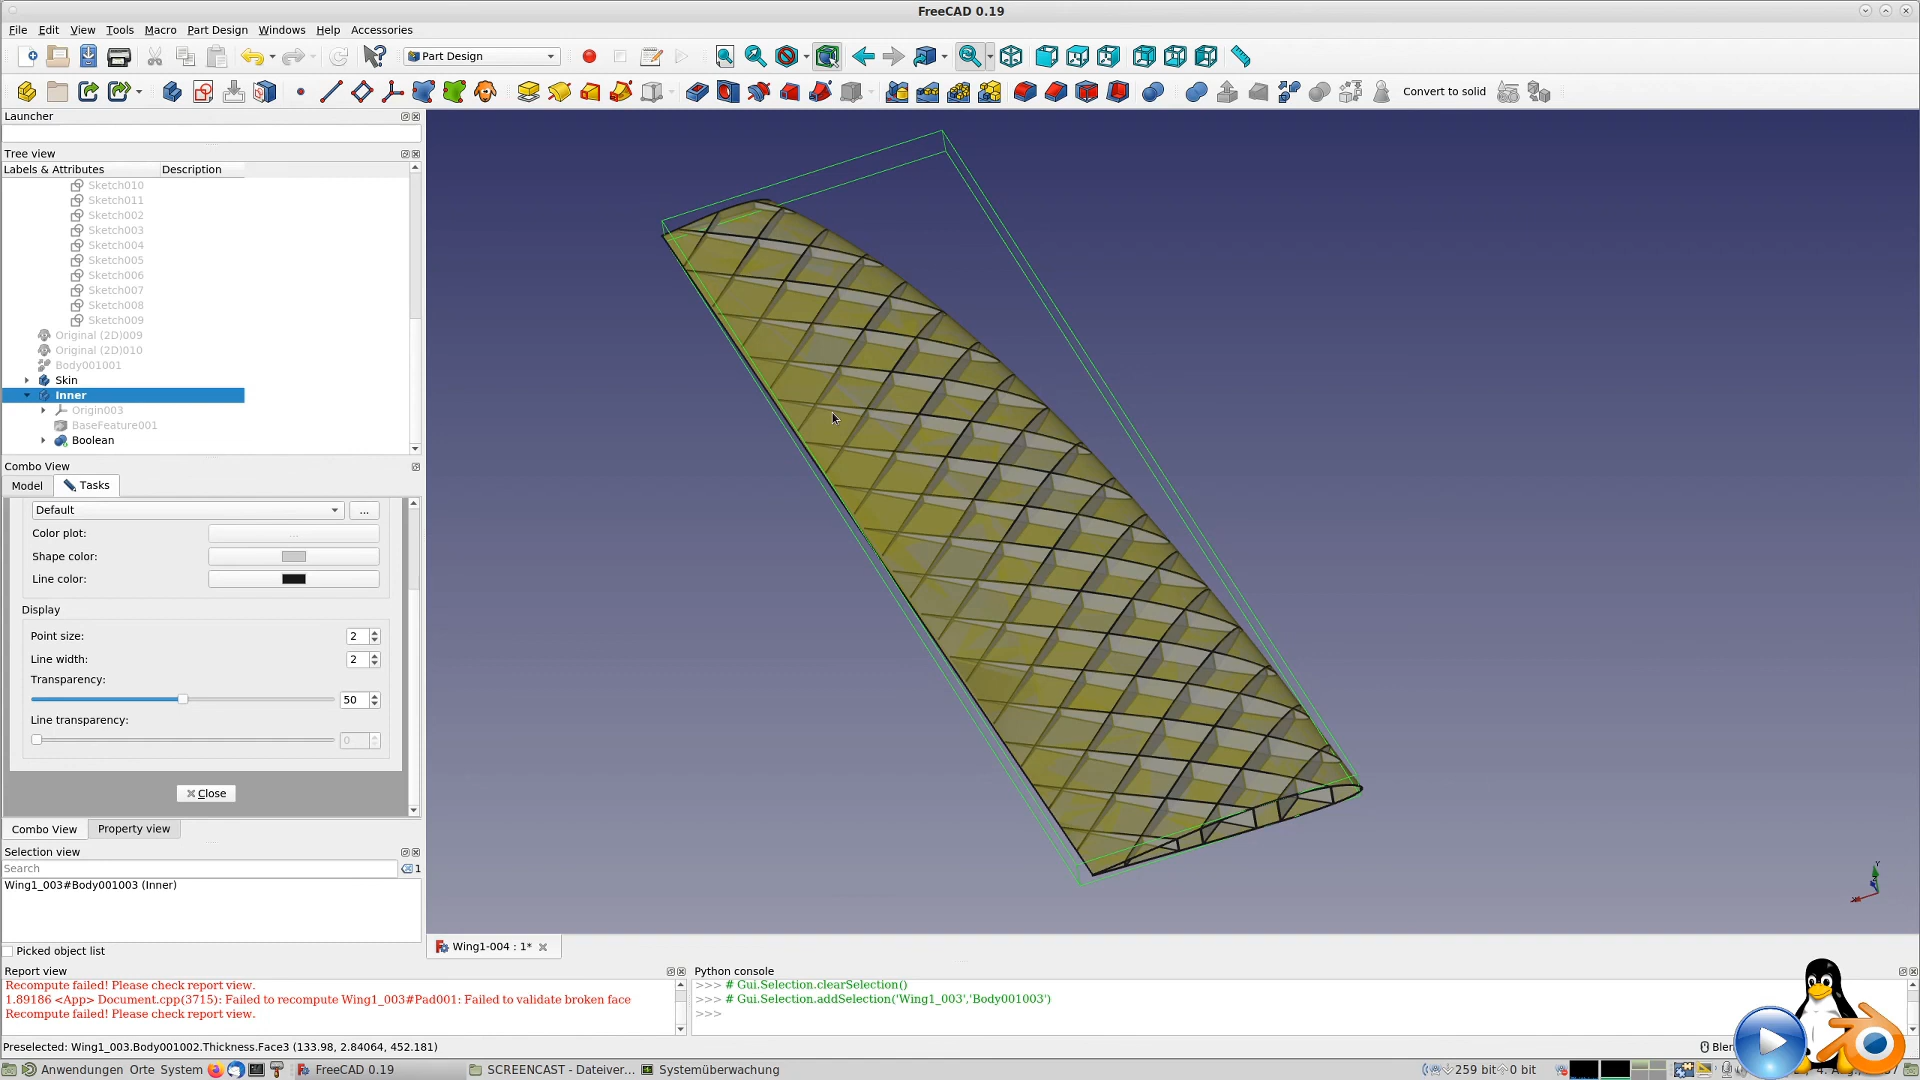 FreeCAD 0.19
File Edit View Tools Macro Part Design Windows Help Accessories
Part Design
Convert to solid
Launcher
Tree view
Labels & Attributes Description
Sketch010
Sketch011
Sketch002
Sketch003
Sketch004
Sketch005
Sketch006
Sketch007
Sketch008
Sketch009
Original (2D)009
Original (2D)010
Body001001
Skin
Inner
Origin003
BaseFeature001
Boolean
Combo View
Model Tasks
Default ...
Color plot: ...
Shape color:
Line color:
Display
Point size: 2
Line width: 2
Transparency:
50
Line transparency:
0
Close
Combo View Property view
Selection view
Search 1
Wing1_003#Body001003 (Inner)
Picked object list
Wing1-004 : 1*
Report view
Recompute failed! Please check report view.
1.89186 <App> Document.cpp(3715): Failed to recompute Wing1_003#Pad001: Failed to validate broken face
Recompute failed! Please check report view.
Python console
>>> # Gui.Selection.clearSelection()
>>> # Gui.Selection.addSelection('Wing1_003','Body001003')
>>>
Preselected: Wing1_003.Body001002.Thickness.Face3 (133.98, 2.84064, 452.181)
Anwendungen Orte System FreeCAD 0.19 SCREENCAST - Dateiver... Systemüberwachung 259 bit 0 bit